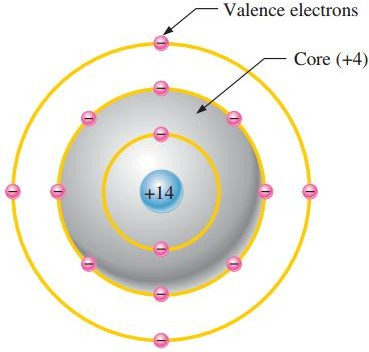 Valence electrons
Core (+4)
+14